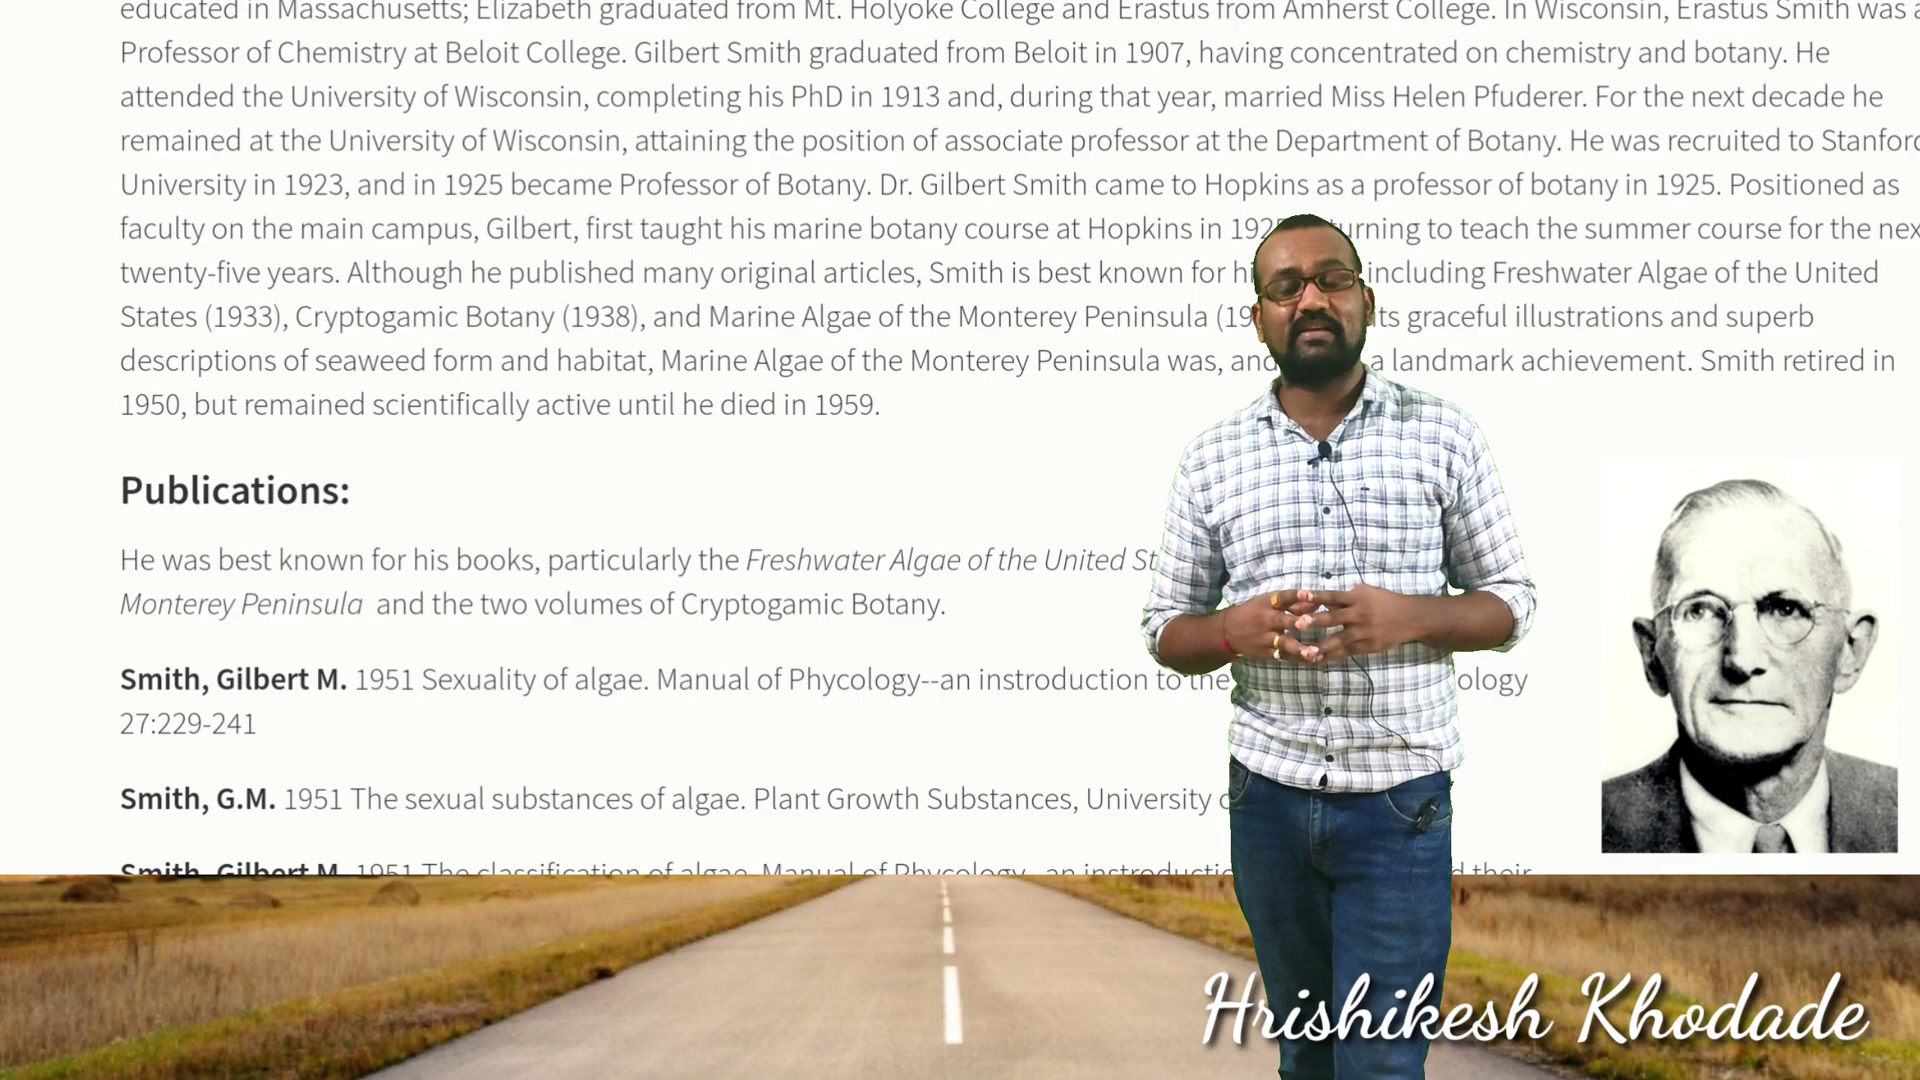 educated in Massachusetts; Elizabeth graduated from Mt. Holyoke College and Erastus from Amherst College. In Wisconsin, Erastus Smith was a
Professor of Chemistry at Beloit College. Gilbert Smith graduated from Beloit in 1907, having concentrated on chemistry and botany. He
attended the University of Wisconsin, completing his PhD in 1913 and, during that year, married Miss Helen Pfuderer. For the next decade he
remained at the University of Wisconsin, attaining the position of associate professor at the Department of Botany. He was recruited to Stanford
University in 1923, and in 1925 became Professor of Botany. Dr. Gilbert Smith came to Hopkins as a professor of botany in 1925. Positioned as
faculty on the main campus, Gilbert, first taught his marine botany course at Hopkins in to teach the summer course for the
twenty-five years. Although he published many original articles, Smith is best known for including Freshwater Algae of the United
States (1933), Cryptogamic Botany (1938), and Marine Algae of the Monterey Peninsula graceful illustrations and superb
descriptions of seaweed form and habitat, Marine Algae of the Monterey Peninsula was, and a landmark achievement. Smith retired in
1950, but remained scientifically active until he died in 1959.
Publications:
He was best known for his books, particularly the Freshwater Algae of the United
Monterey Peninsula and the two volumes of Cryptogamic Botany.
Smith, Gilbert M. 1951 Sexuality of algae. Manual of Phycology--an instroduction to the
27:229-241
Smith, G.M. 1951 The sexual substances of algae. Plant Growth Substances, University
Smith, Gilbert M. 1951 The classification of algae. Manual of Phycology--an their
Hrishikesh Khodade